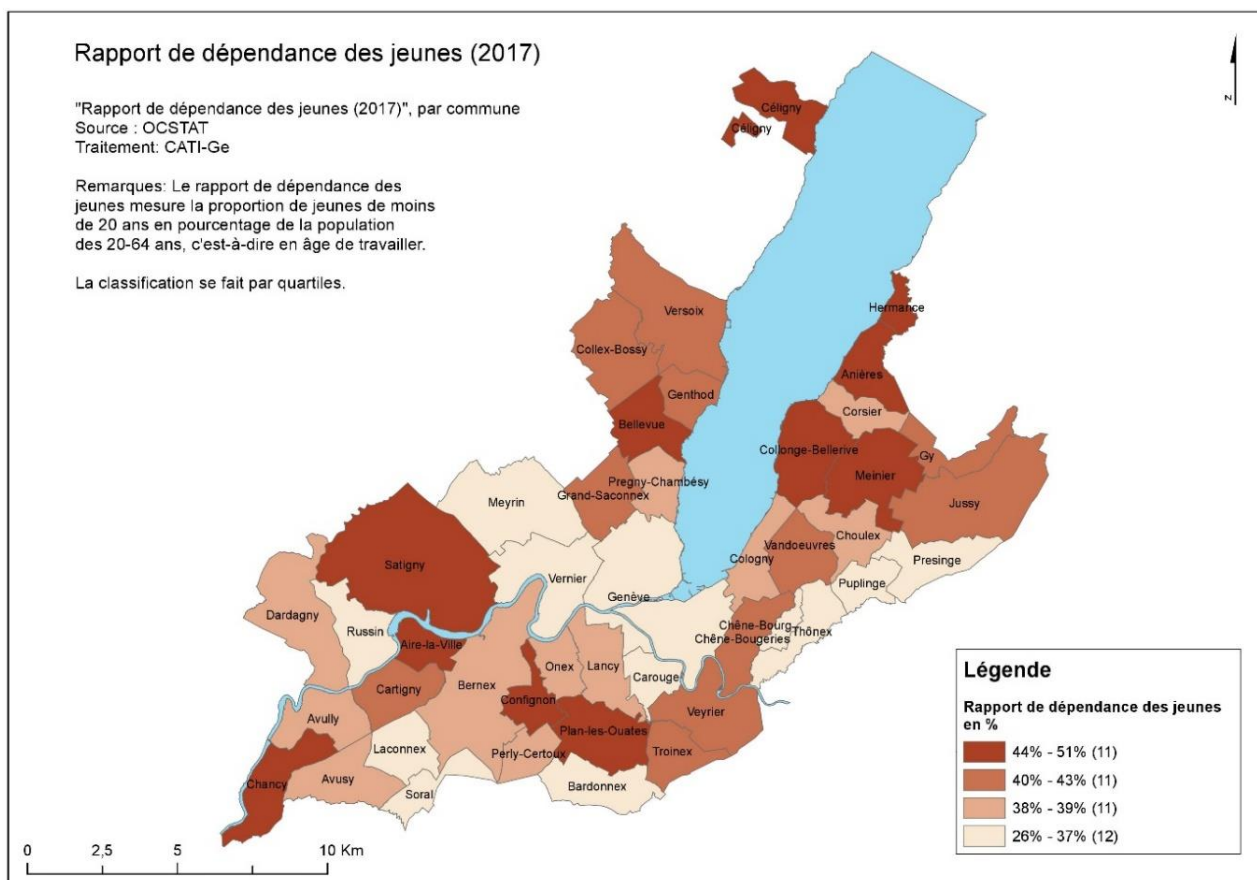 Rapport de dépendance des jeunes (2017)
"Rapport de dépendance des jeunes (2017)", par commune
Source : OCSTAT
Traitement: CATI-Ge
Remarques: Le rapport de dépendance des
jeunes mesure la proportion de jeunes de moins
de 20 ans en pourcentage de la population
des 20-64 ans, c'est-à-dire en âge de travailler.
La classification se fait par quartiles.
N
Céligny
Céligny
Hermance
Versoix
Collex-Bossy
Anières
Genthod
Corsier
Bellevue
Collonge-Bellerive
Gy
Meinier
Pregny-Chambésy
Grand-Saconnex
Meyrin
Jussy
Choulex
Vandoeuvres
Cologny
Presinge
Satigny
Vernier
Puplinge
Genève
Dardagny
Russin
Chêne-Bourg
Thônex
Chêne-Bougeries
Aire-la-Ville
Onex
Lancy
Carouge
Bernex
Cartigny
Confignon
Veyrier
Avully
Plan-les-Ouates
Laconnex
Perly-Certoux
Troinex
Chancy
Avusy
Soral
Bardonnex
0
2,5
5
10 Km
Légende
Rapport de dépendance des jeunes
en %
44% - 51% (11)
40% - 43% (11)
38% - 39% (11)
26% - 37% (12)